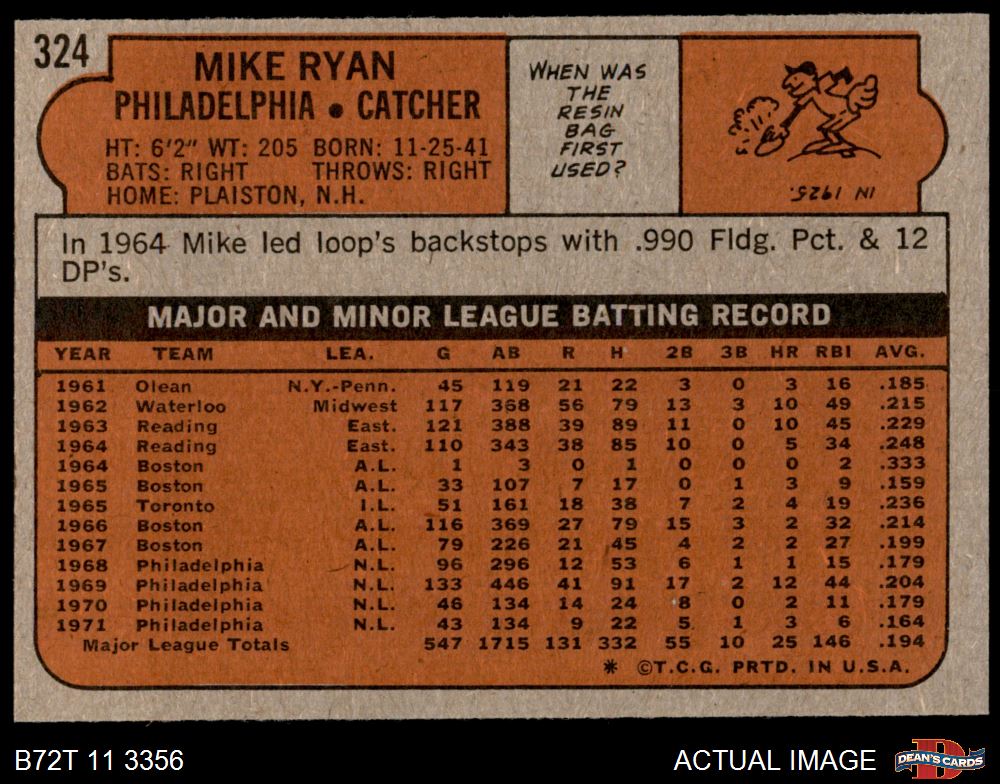 324
MIKE RYAN
PHILADELPHIA • CATCHER
HT: 6'2" WT: 205 BORN: 11-25-41
BATS: RIGHT THROWS: RIGHT
HOME: PLAISTON, N.H.
WHEN WAS
THE
RESIN
BAG
FIRST
USED?
IN 1925.
In 1964 Mike led loop's backstops with .990 Fldg. Pct. & 12
DP's.
MAJOR AND MINOR LEAGUE BATTING RECORD
YEAR TEAM LEA. G AB R H 2B 3B HR RBI AVG.
1961 Olean N.Y.-Penn. 45 119 21 22 3 0 3 16 .185
1962 Waterloo Midwest 117 368 56 79 13 3 10 49 .215
1963 Reading East. 121 388 39 89 11 0 10 45 .229
1964 Reading East. 110 343 38 85 10 0 5 34 .248
1964 Boston A.L. 1 3 0 1 0 0 0 2 .333
1965 Boston A.L. 33 107 7 17 0 1 3 9 .159
1965 Toronto I.L. 51 161 18 38 7 2 4 19 .236
1966 Boston A.L. 116 369 27 79 15 3 2 32 .214
1967 Boston A.L. 79 226 21 45 4 2 2 27 .199
1968 Philadelphia N.L. 96 296 12 53 6 1 1 15 .179
1969 Philadelphia N.L. 133 446 41 91 17 2 12 44 .204
1970 Philadelphia N.L. 46 134 14 24 8 0 2 11 .179
1971 Philadelphia N.L. 43 134 9 22 5 1 3 6 .164
Major League Totals 547 1715 131 332 55 10 25 146 .194
* ©T.C.G. PRTD. IN U.S.A.
B72T 11 3356
ACTUAL IMAGE
D
DEAN'S CARDS